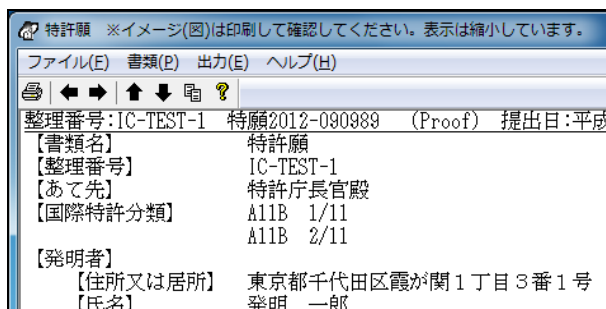 特許願 ※イメージ(図)は印刷して確認してください。表示は縮小しています。
ファイル(F) 書類(P) 出力(E) ヘルプ(H)
整理番号:IC-TEST-1 特願2012-090989 (Proof) 提出日:平成
【書類名】 特許願
【整理番号】 IC-TEST-1
【あて先】 特許庁長官殿
【国際特許分類】 A11B 1/11
A11B 2/11
【発明者】
【住所又は居所】 東京都千代田区霞が関1丁目3番1号
【氏名】 発明 一郎